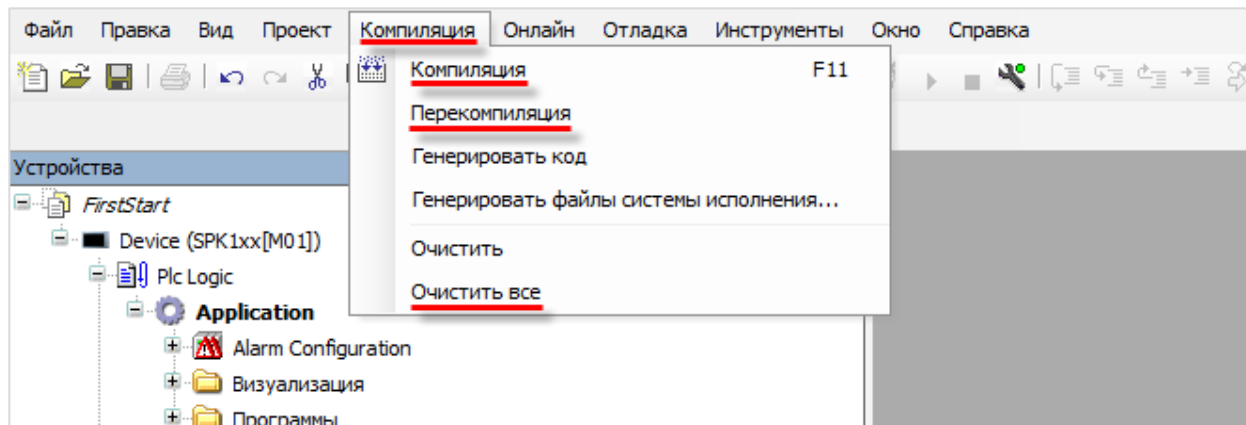 Файл Правка Вид Проект Компиляция Онлайн Отладка Инструменты Окно Справка
Компиляция F11
Перекомпиляция
Генерировать код
Генерировать файлы системы исполнения...
Очистить
Очистить все
Устройства
FirstStart
Device (SPK1xx[M01])
Plc Logic
Application
Alarm Configuration
Визуализация
Программы